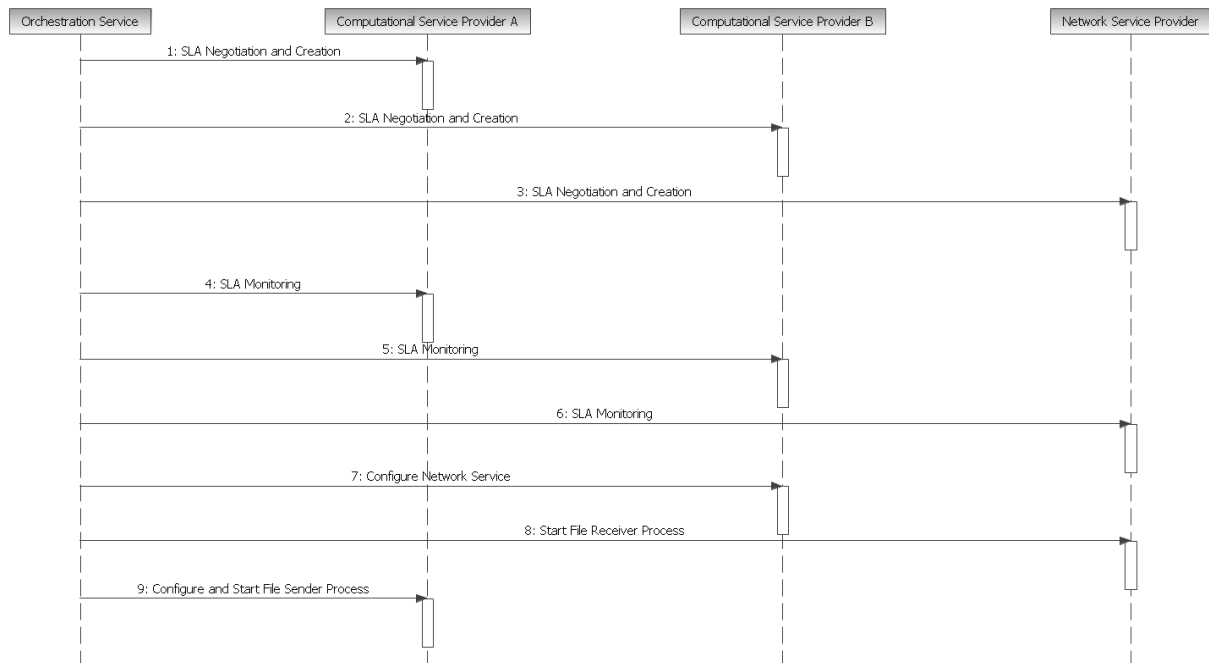 Orchestration Service
Computational Service Provider A
Computational Service Provider B
Network Service Provider
1: SLA Negotiation and Creation
2: SLA Negotiation and Creation
3: SLA Negotiation and Creation
4: SLA Monitoring
5: SLA Monitoring
6: SLA Monitoring
7: Configure Network Service
8: Start File Receiver Process
9: Configure and Start File Sender Process